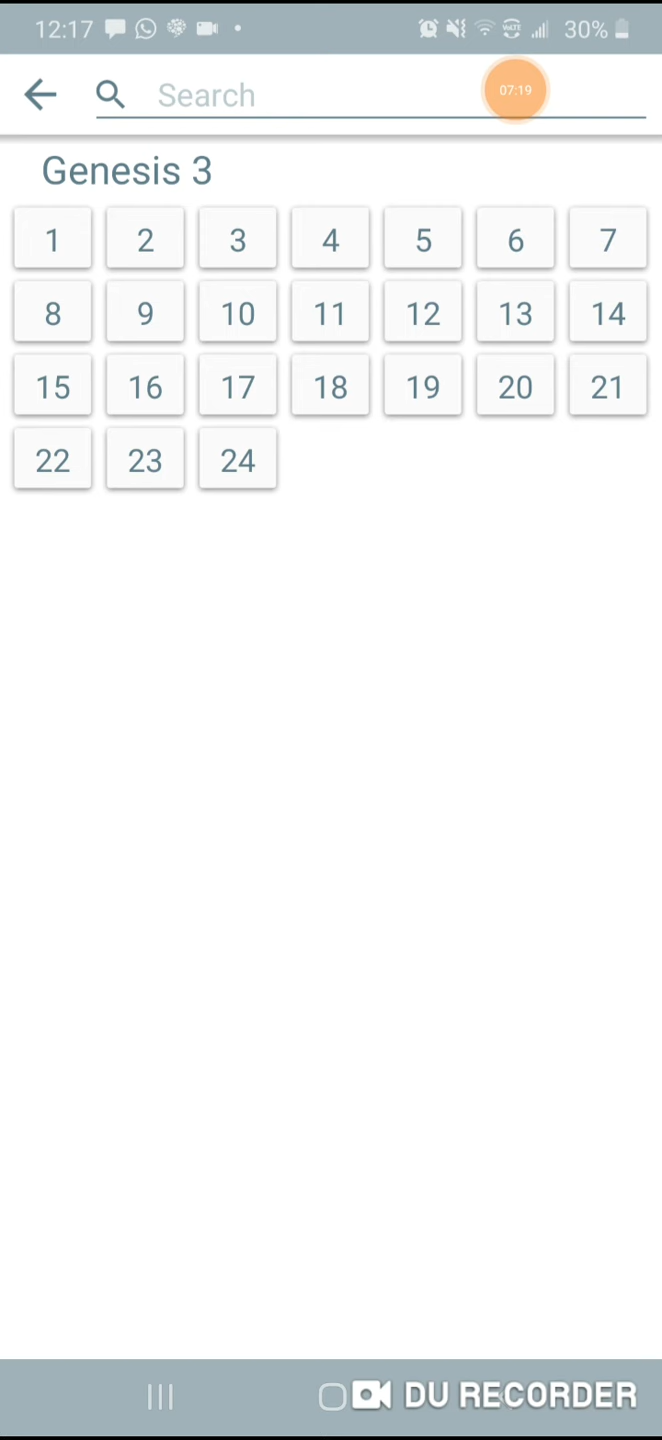 12:17 VoLTE 30%
Search 07:19
Genesis 3
1 2 3 4 5 6 7
8 9 10 11 12 13 14
15 16 17 18 19 20 21
22 23 24
DU RECORDER